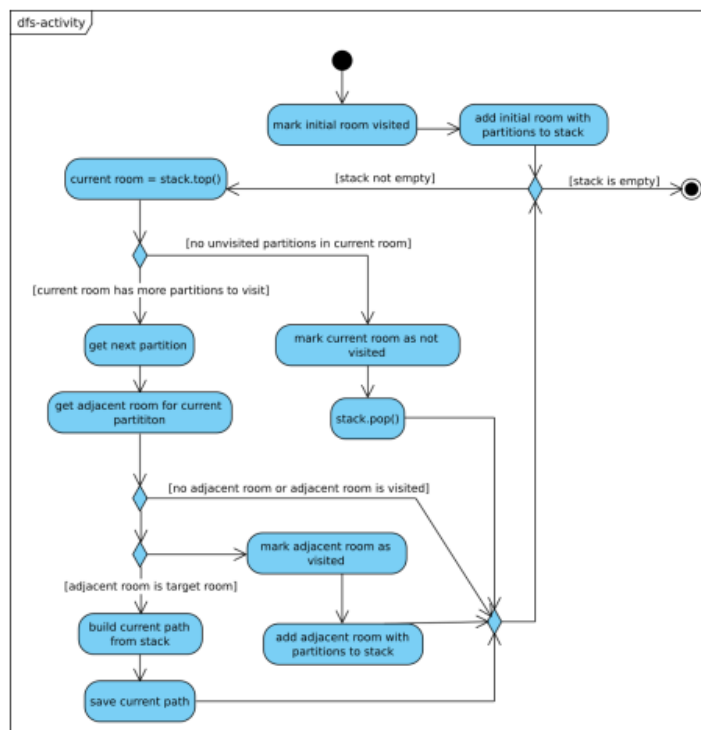 dfs-activity
mark initial room visited
add initial room with
partitions to stack
current room = stack.top()
[stack not empty]
[stack is empty]
[no unvisited partitions in current room]
[current room has more partitions to visit]
get next partition
mark current room as not
visited
get adjacent room for current
partititon
stack.pop()
[no adjacent room or adjacent room is visited]
mark adjacent room as
visited
[adjacent room is target room]
build current path
from stack
add adjacent room with
partitions to stack
save current path